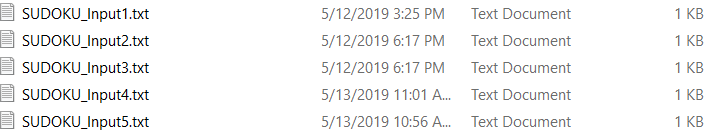 SUDOKU_Input1.txt 5/12/2019 3:25 PM Text Document 1 KB
SUDOKU_Input2.txt 5/12/2019 6:17 PM Text Document 1 KB
SUDOKU_Input3.txt 5/12/2019 6:17 PM Text Document 1 KB
SUDOKU_Input4.txt 5/13/2019 11:01 A... Text Document 1 KB
SUDOKU_Input5.txt 5/13/2019 10:56 A... Text Document 1 KB